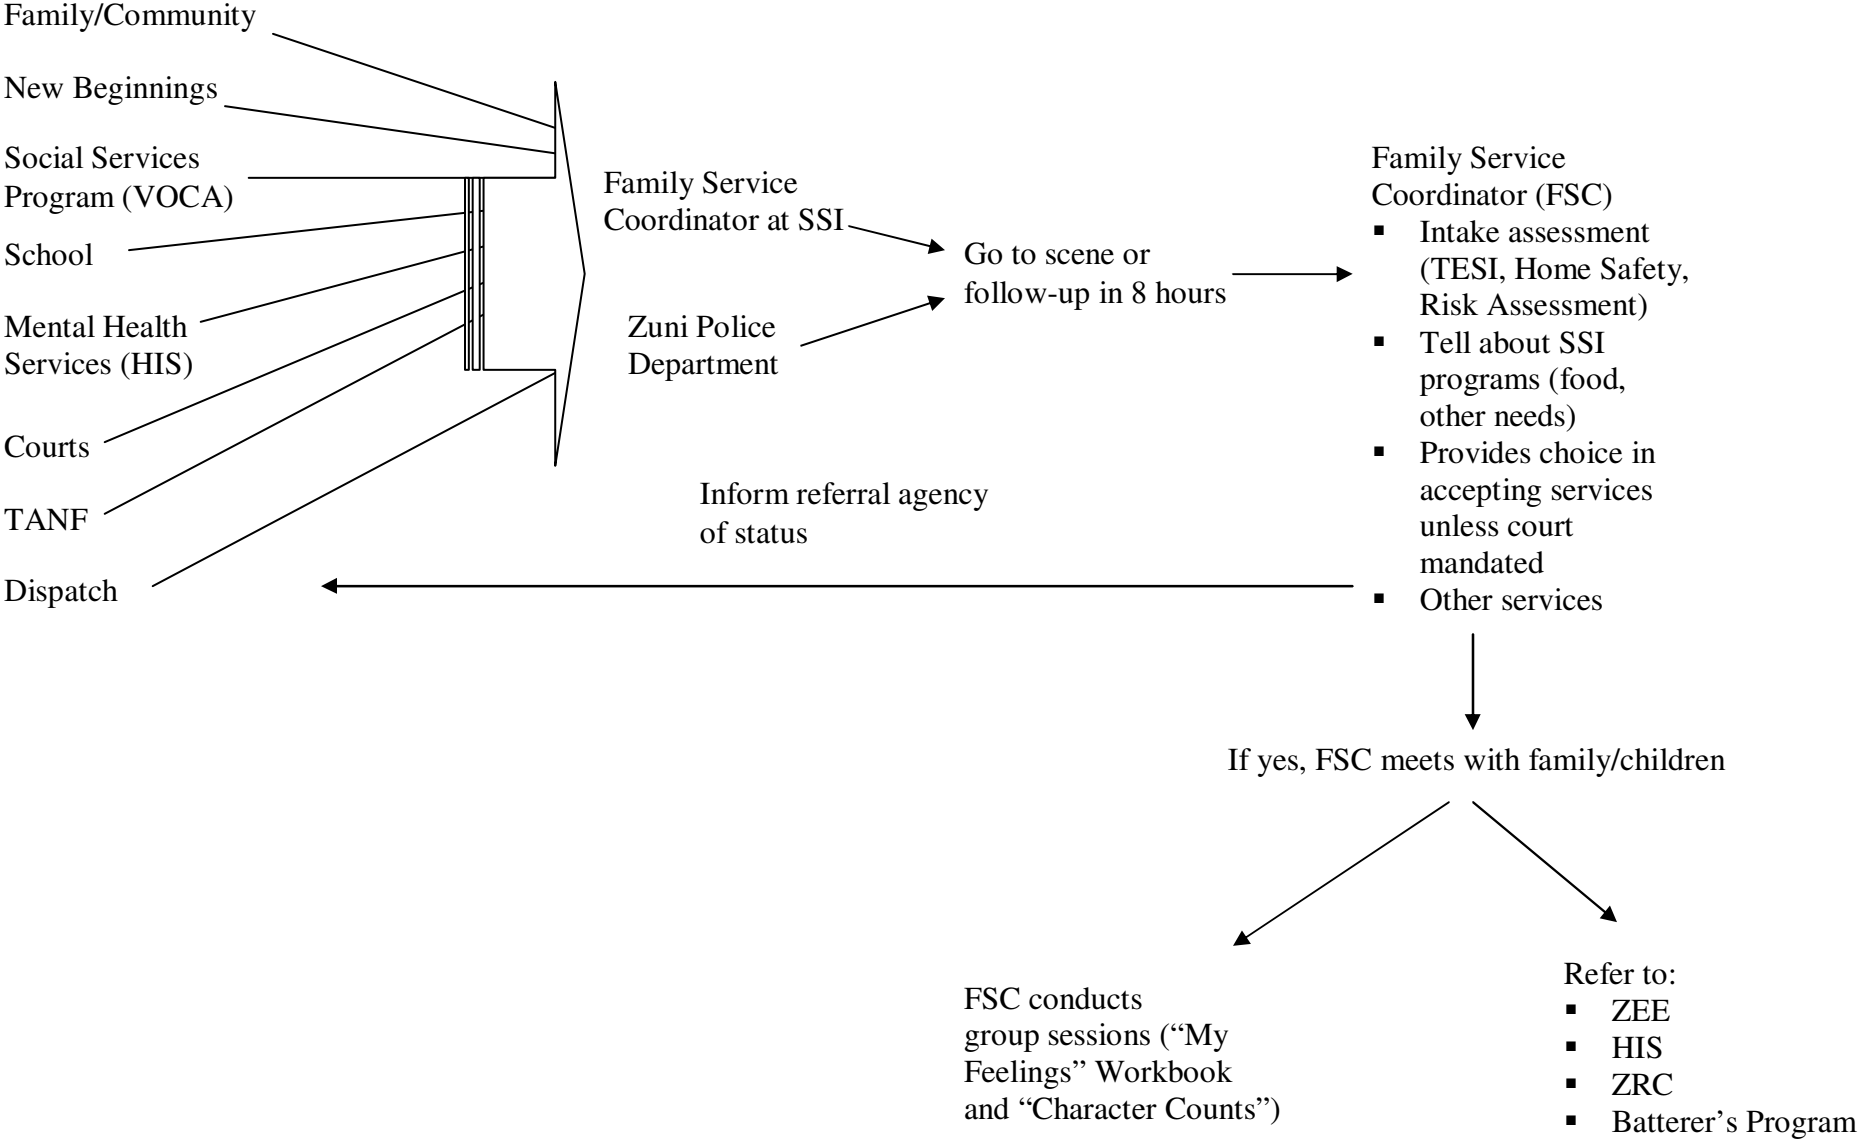 Family/Community
New Beginnings
Social Services
Program (VOCA)
School
Mental Health
Services (HIS)
Courts
TANF
Dispatch
Family Service
Coordinator at SSI
Zuni Police
Department
Go to scene or
follow-up in 8 hours
Inform referral agency
of status
Family Service
Coordinator (FSC)
▪ Intake assessment
(TESI, Home Safety,
Risk Assessment)
▪ Tell about SSI
programs (food,
other needs)
▪ Provides choice in
accepting services
unless court
mandated
▪ Other services
If yes, FSC meets with family/children
FSC conducts
group sessions (“My
Feelings” Workbook
and “Character Counts”)
Refer to:
▪ ZEE
▪ HIS
▪ ZRC
▪ Batterer’s Program